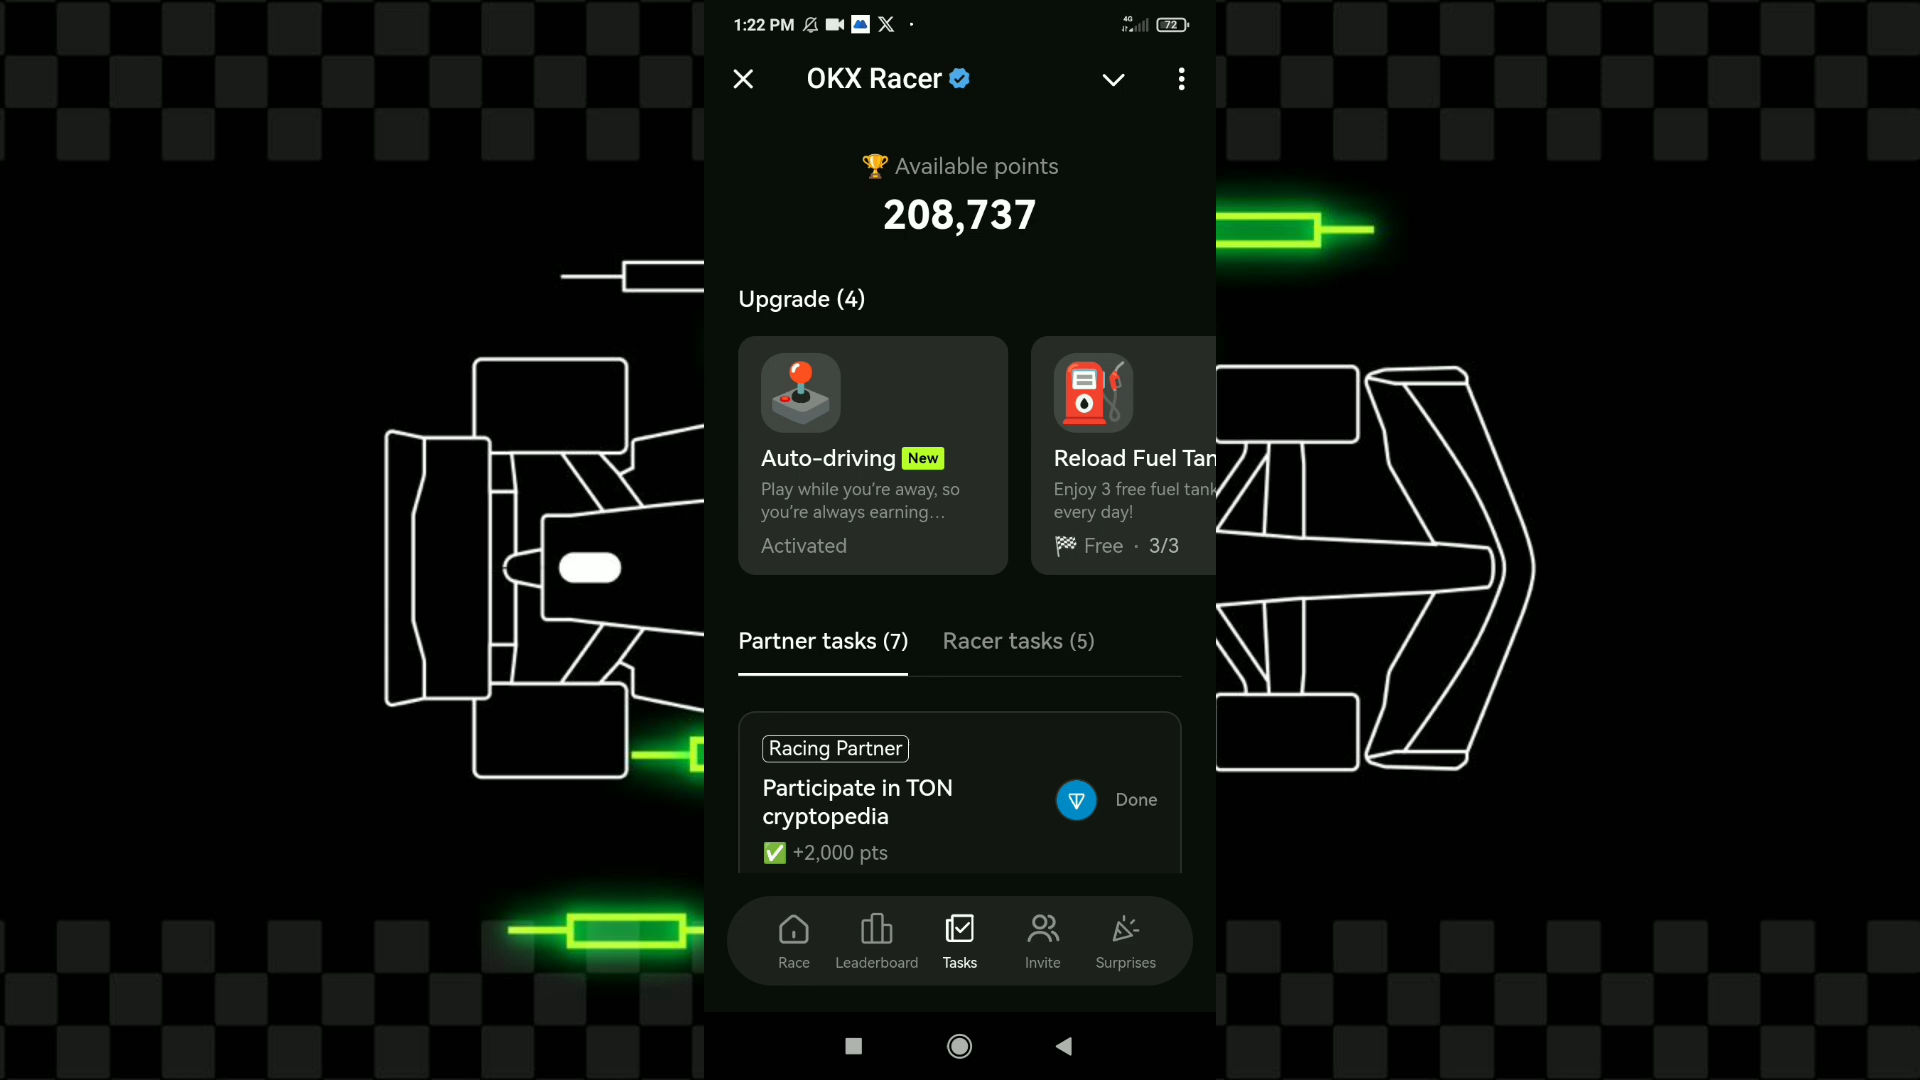 1:22 PM
4G
72
OKX Racer
Available points
208,737
Upgrade (4)
Auto-driving New
Play while you're away, so
you're always earning...
Activated
Reload Fuel Tan
Enjoy 3 free fuel tank
every day!
Free · 3/3
Partner tasks (7)
Racer tasks (5)
Racing Partner
Participate in TON
cryptopedia
Done
+2,000 pts
Race
Leaderboard
Tasks
Invite
Surprises